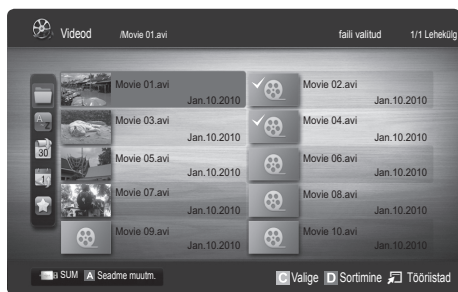 Videod /Movie 01.avi faili valitud 1/1 Lehekülg
Movie 01.avi Movie 02.avi
Jan.10.2010 Jan.10.2010
Movie 03.avi Movie 04.avi
Jan.10.2010 Jan.10.2010
Movie 05.avi Movie 06.avi
Jan.10.2010 Jan.10.2010
Movie 07.avi Movie 08.avi
Jan.10.2010 Jan.10.2010
Movie 09.avi Movie 10.avi
Jan.10.2010 Jan.10.2010
SUM A Seadme muutm. C Valige D Sortimine Tööriistad